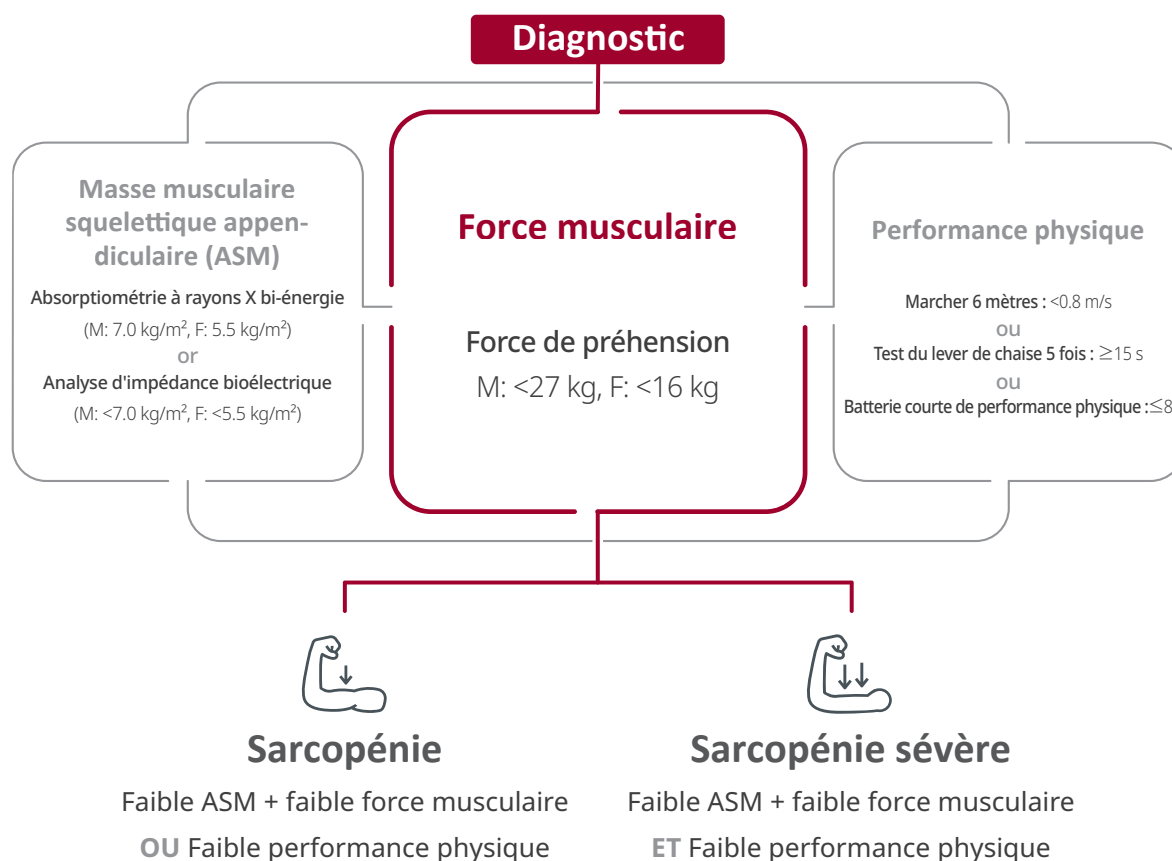 Diagnostic
Masse musculaire
squelettique appen-
diculaire (ASM)
Absorptiométrie à rayons X bi-énergie
(M: 7.0 kg/m², F: 5.5 kg/m²)
or
Analyse d'impédance bioélectrique
(M: <7.0 kg/m², F: <5.5 kg/m²)
Force musculaire
Force de préhension
M: <27 kg, F: <16 kg
Performance physique
Marcher 6 mètres : <0.8 m/s
ou
Test du lever de chaise 5 fois : ≥15 s
ou
Batterie courte de performance physique :≤8
Sarcopénie
Faible ASM + faible force musculaire
OU Faible performance physique
Sarcopénie sévère
Faible ASM + faible force musculaire
ET Faible performance physique